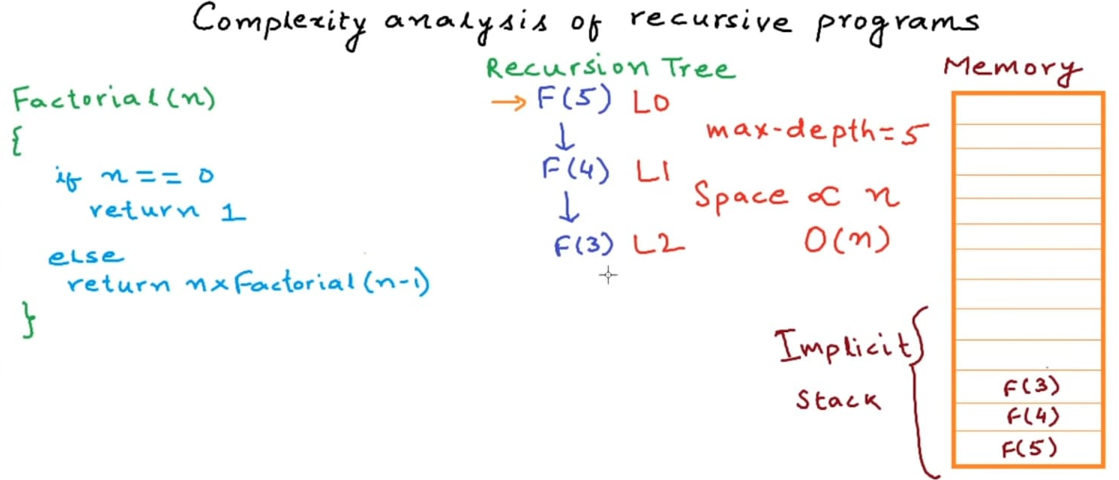 Complexity analysis of recursive programs
Factorial(n)
{
if n == 0
return 1
else
return n×Factorial(n-1)
}
Recursion Tree
→ F(5) L0
↓
F(4) L1
↓
F(3) L2
max-depth=5
Space ∝ n
O(n)
Memory
Implicit
Stack
F(3)
F(4)
F(5)